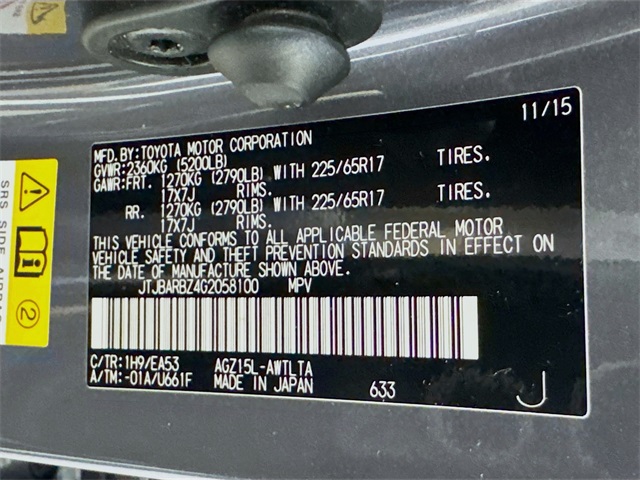 11/15
MFD. BY: TOYOTA MOTOR CORPORATION
GVWR: 2360KG (5200LB)
GAWR: FRT. 1270KG (2790LB) WITH 225/65R17 TIRES.
17X7J RIMS.
RR. 1270KG (2790LB) WITH 225/65R17 TIRES.
17X7J RIMS.
THIS VEHICLE CONFORMS TO ALL APPLICABLE FEDERAL MOTOR
VEHICLE SAFETY AND THEFT PREVENTION STANDARDS IN EFFECT ON
THE DATE OF MANUFACTURE SHOWN ABOVE.
JTJBARBZ4G2058100 MPV
C/TR: 1H9/EA53 AGZ15L-AWTLTA
A/TM: -01A/U661F MADE IN JAPAN 633 J
SRS SIDE
2